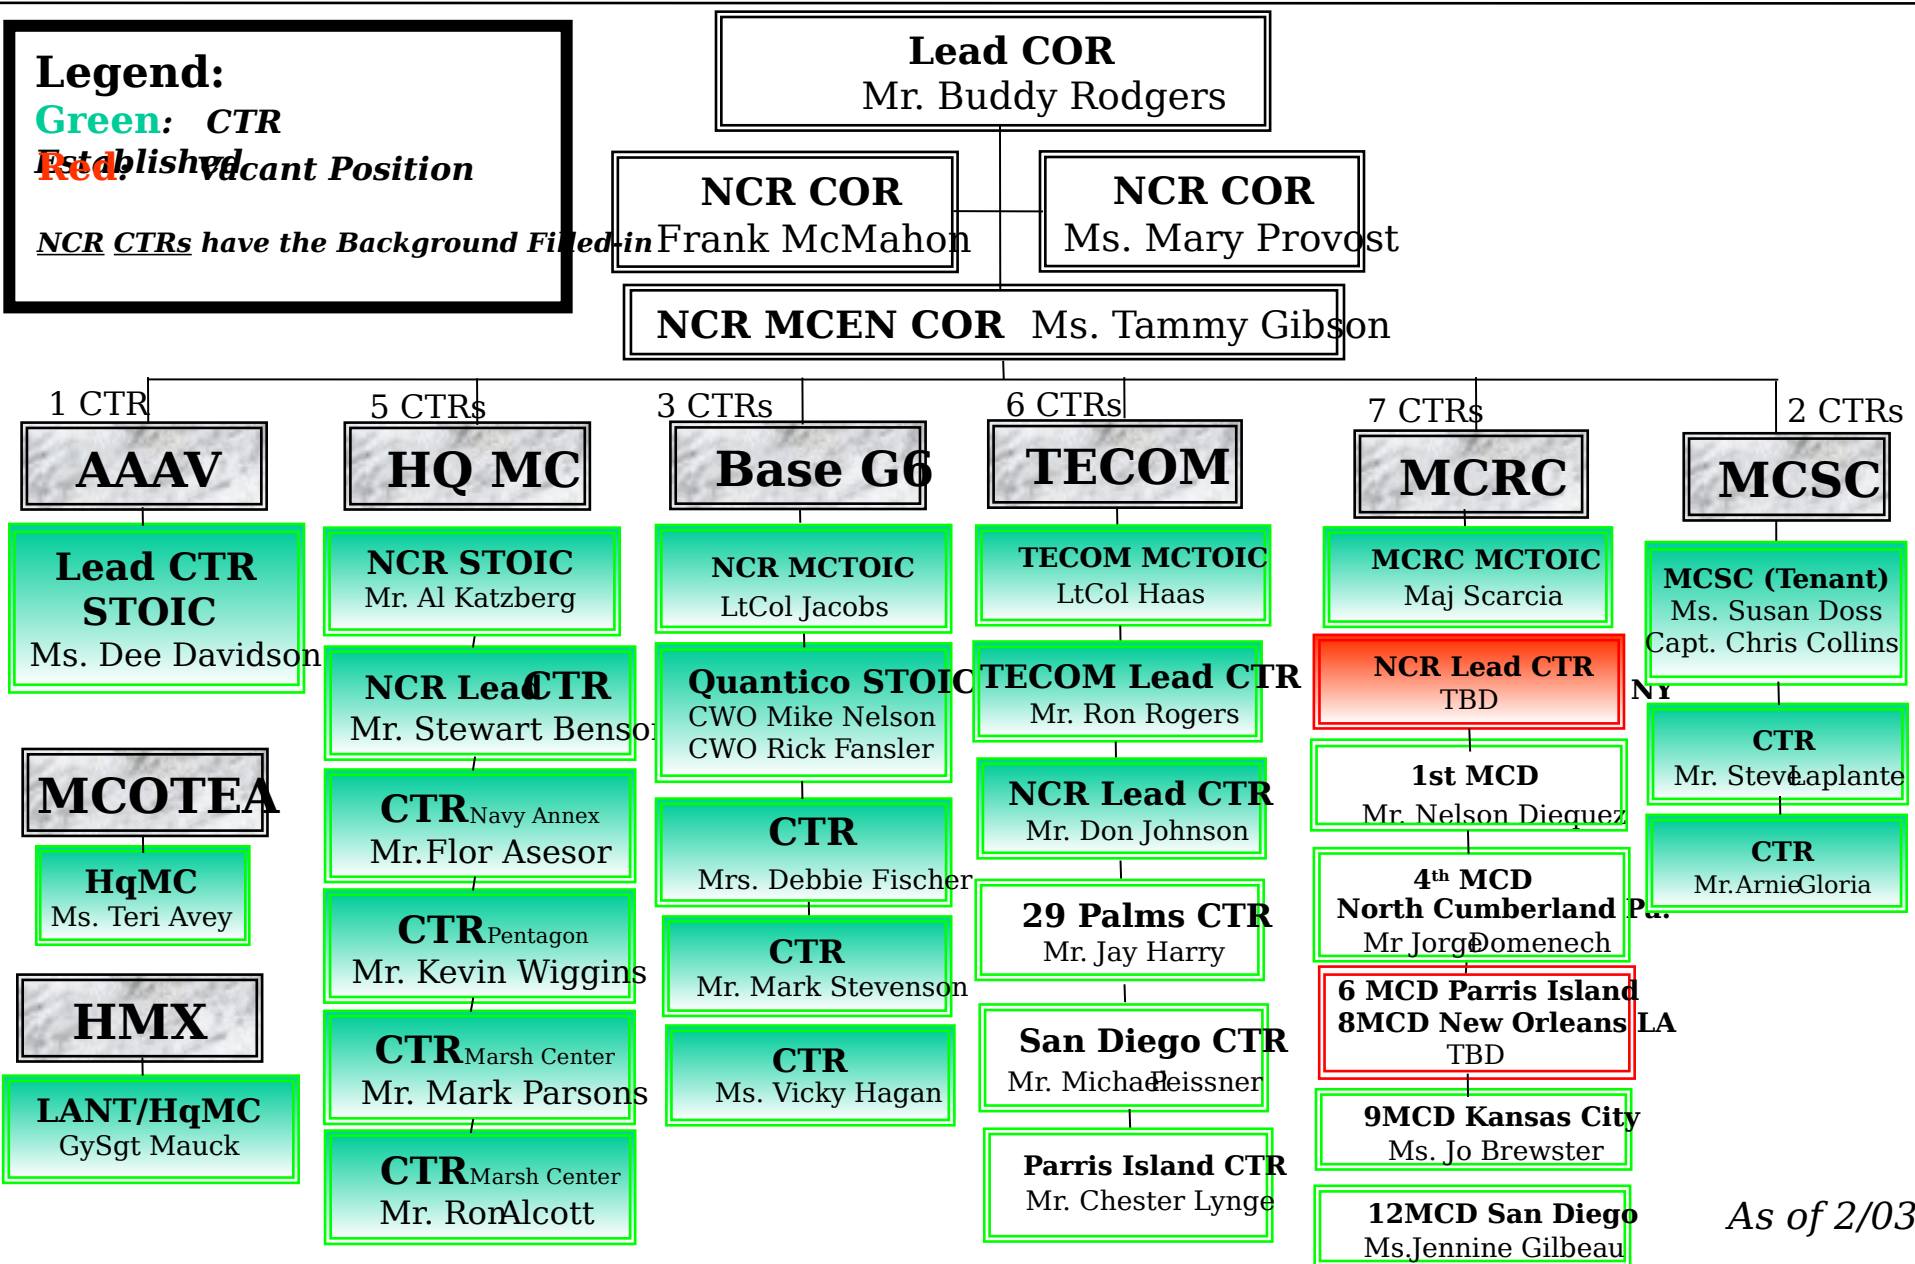 Legend:
Green: CTR
Established
Red: Vacant Position
NCR CTRs have the Background Filled-in
Lead COR
Mr. Buddy Rodgers
NCR COR
Frank McMahon
NCR COR
Ms. Mary Provost
NCR MCEN COR Ms. Tammy Gibson
1 CTR
AAAV
Lead CTR
STOIC
Ms. Dee Davidson
MCOTEA
HqMC
Ms. Teri Avey
HMX
LANT/HqMC
GySgt Mauck
5 CTRs
HQ MC
NCR STOIC
Mr. Al Katzberg
NCR Lead CTR
Mr. Stewart Benson
CTR Navy Annex
Mr.Flor Asesor
CTR Pentagon
Mr. Kevin Wiggins
CTR Marsh Center
Mr. Mark Parsons
CTR Marsh Center
Mr. Ron Alcott
3 CTRs
Base G6
NCR MCTOIC
LtCol Jacobs
Quantico STOIC
CWO Mike Nelson
CWO Rick Fansler
CTR
Mrs. Debbie Fischer
CTR
Mr. Mark Stevenson
CTR
Ms. Vicky Hagan
6 CTRs
TECOM
TECOM MCTOIC
LtCol Haas
TECOM Lead CTR
Mr. Ron Rogers
NCR Lead CTR
Mr. Don Johnson
29 Palms CTR
Mr. Jay Harry
San Diego CTR
Mr. Michael Peissner
Parris Island CTR
Mr. Chester Lynge
7 CTRs
MCRC
MCRC MCTOIC
Maj Scarcia
NCR Lead CTR
TBD
NY
1st MCD
Mr. Nelson Diequez
4th MCD
North Cumberland Pa.
Mr Jorge Domenech
6 MCD Parris Island
8MCD New Orleans LA
TBD
9MCD Kansas City
Ms. Jo Brewster
12MCD San Diego
Ms.Jennine Gilbeau
2 CTRs
MCSC
MCSC (Tenant)
Ms. Susan Doss
Capt. Chris Collins
CTR
Mr. Steve Laplante
CTR
Mr.Arnie Gloria
As of 2/03